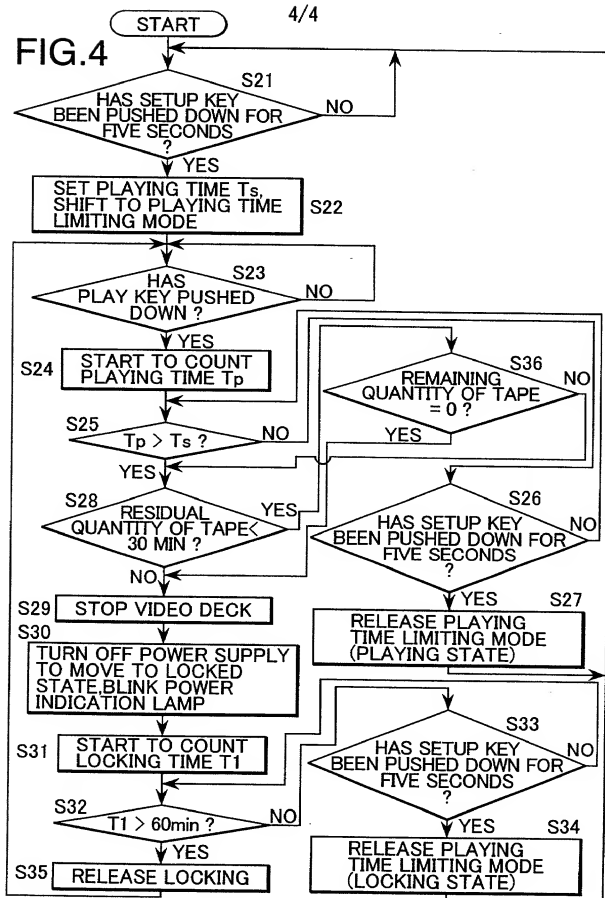 4/4
FIG.4
START
S21
HAS SETUP KEY
BEEN PUSHED DOWN FOR
FIVE SECONDS
?
NO
YES
SET PLAYING TIME Ts,
SHIFT TO PLAYING TIME
LIMITING MODE
S22
S23
HAS
PLAY KEY PUSHED
DOWN ?
NO
YES
S24
START TO COUNT
PLAYING TIME Tp
S25
Tp > Ts ?
NO
YES
S36
REMAINING
QUANTITY OF TAPE
= 0 ?
NO
YES
S28
RESIDUAL
QUANTITY OF TAPE<
30 MIN ?
YES
NO
S26
HAS SETUP KEY
BEEN PUSHED DOWN FOR
FIVE SECONDS
?
NO
YES
S27
RELEASE PLAYING
TIME LIMITING MODE
(PLAYING STATE)
S29
STOP VIDEO DECK
S30
TURN OFF POWER SUPPLY
TO MOVE TO LOCKED
STATE,BLINK POWER
INDICATION LAMP
S31
START TO COUNT
LOCKING TIME T1
S32
T1 > 60min ?
NO
YES
S33
HAS SETUP KEY
BEEN PUSHED DOWN FOR
FIVE SECONDS
?
NO
YES
S34
RELEASE PLAYING
TIME LIMITING MODE
(LOCKING STATE)
S35
RELEASE LOCKING